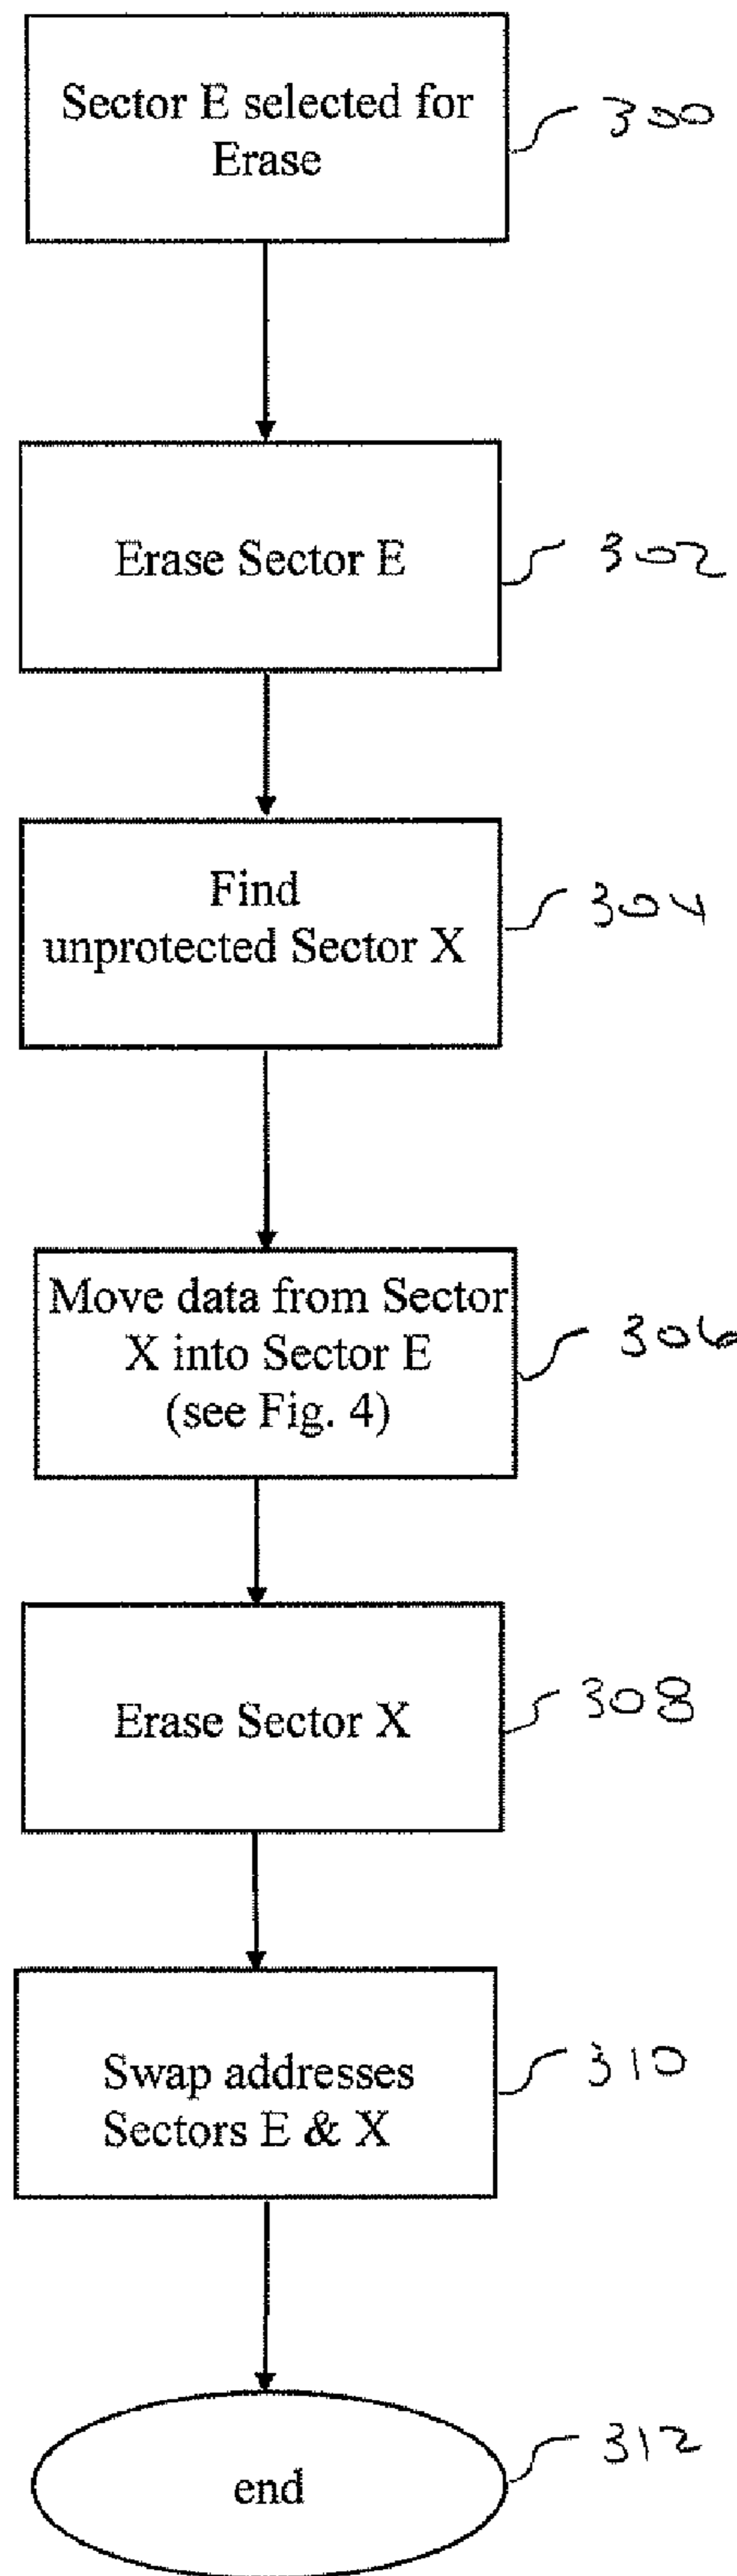 Sector E selected for
Erase
300
Erase Sector E
302
Find
unprotected Sector X
304
Move data from Sector
X into Sector E
(see Fig. 4)
306
Erase Sector X
308
Swap addresses
Sectors E & X
310
end
312